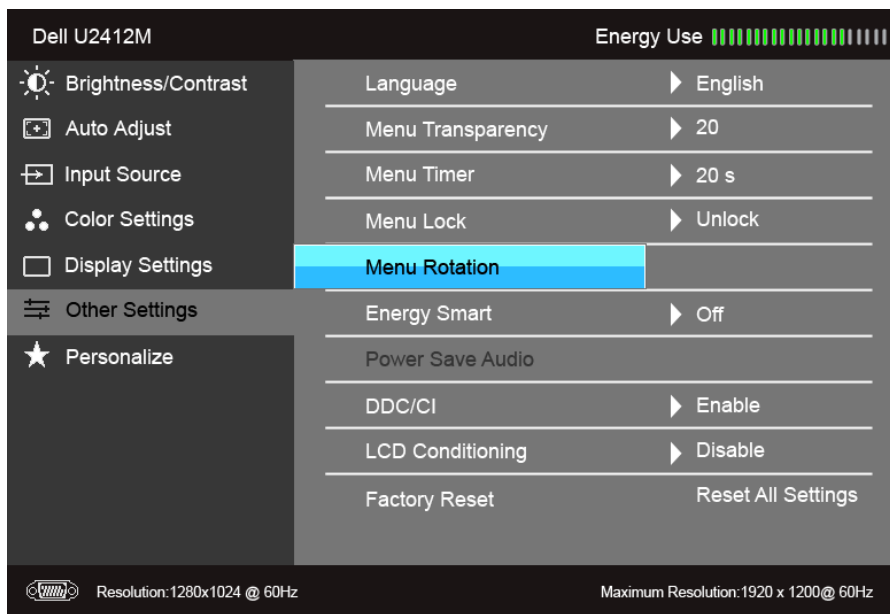 Dell U2412M Energy Use
Brightness/Contrast Language English
Auto Adjust Menu Transparency 20
Input Source Menu Timer 20 s
Color Settings Menu Lock Unlock
Display Settings Menu Rotation
Other Settings Energy Smart Off
Personalize Power Save Audio
DDC/CI Enable
LCD Conditioning Disable
Factory Reset Reset All Settings
Resolution:1280x1024 @ 60Hz Maximum Resolution:1920 x 1200@ 60Hz